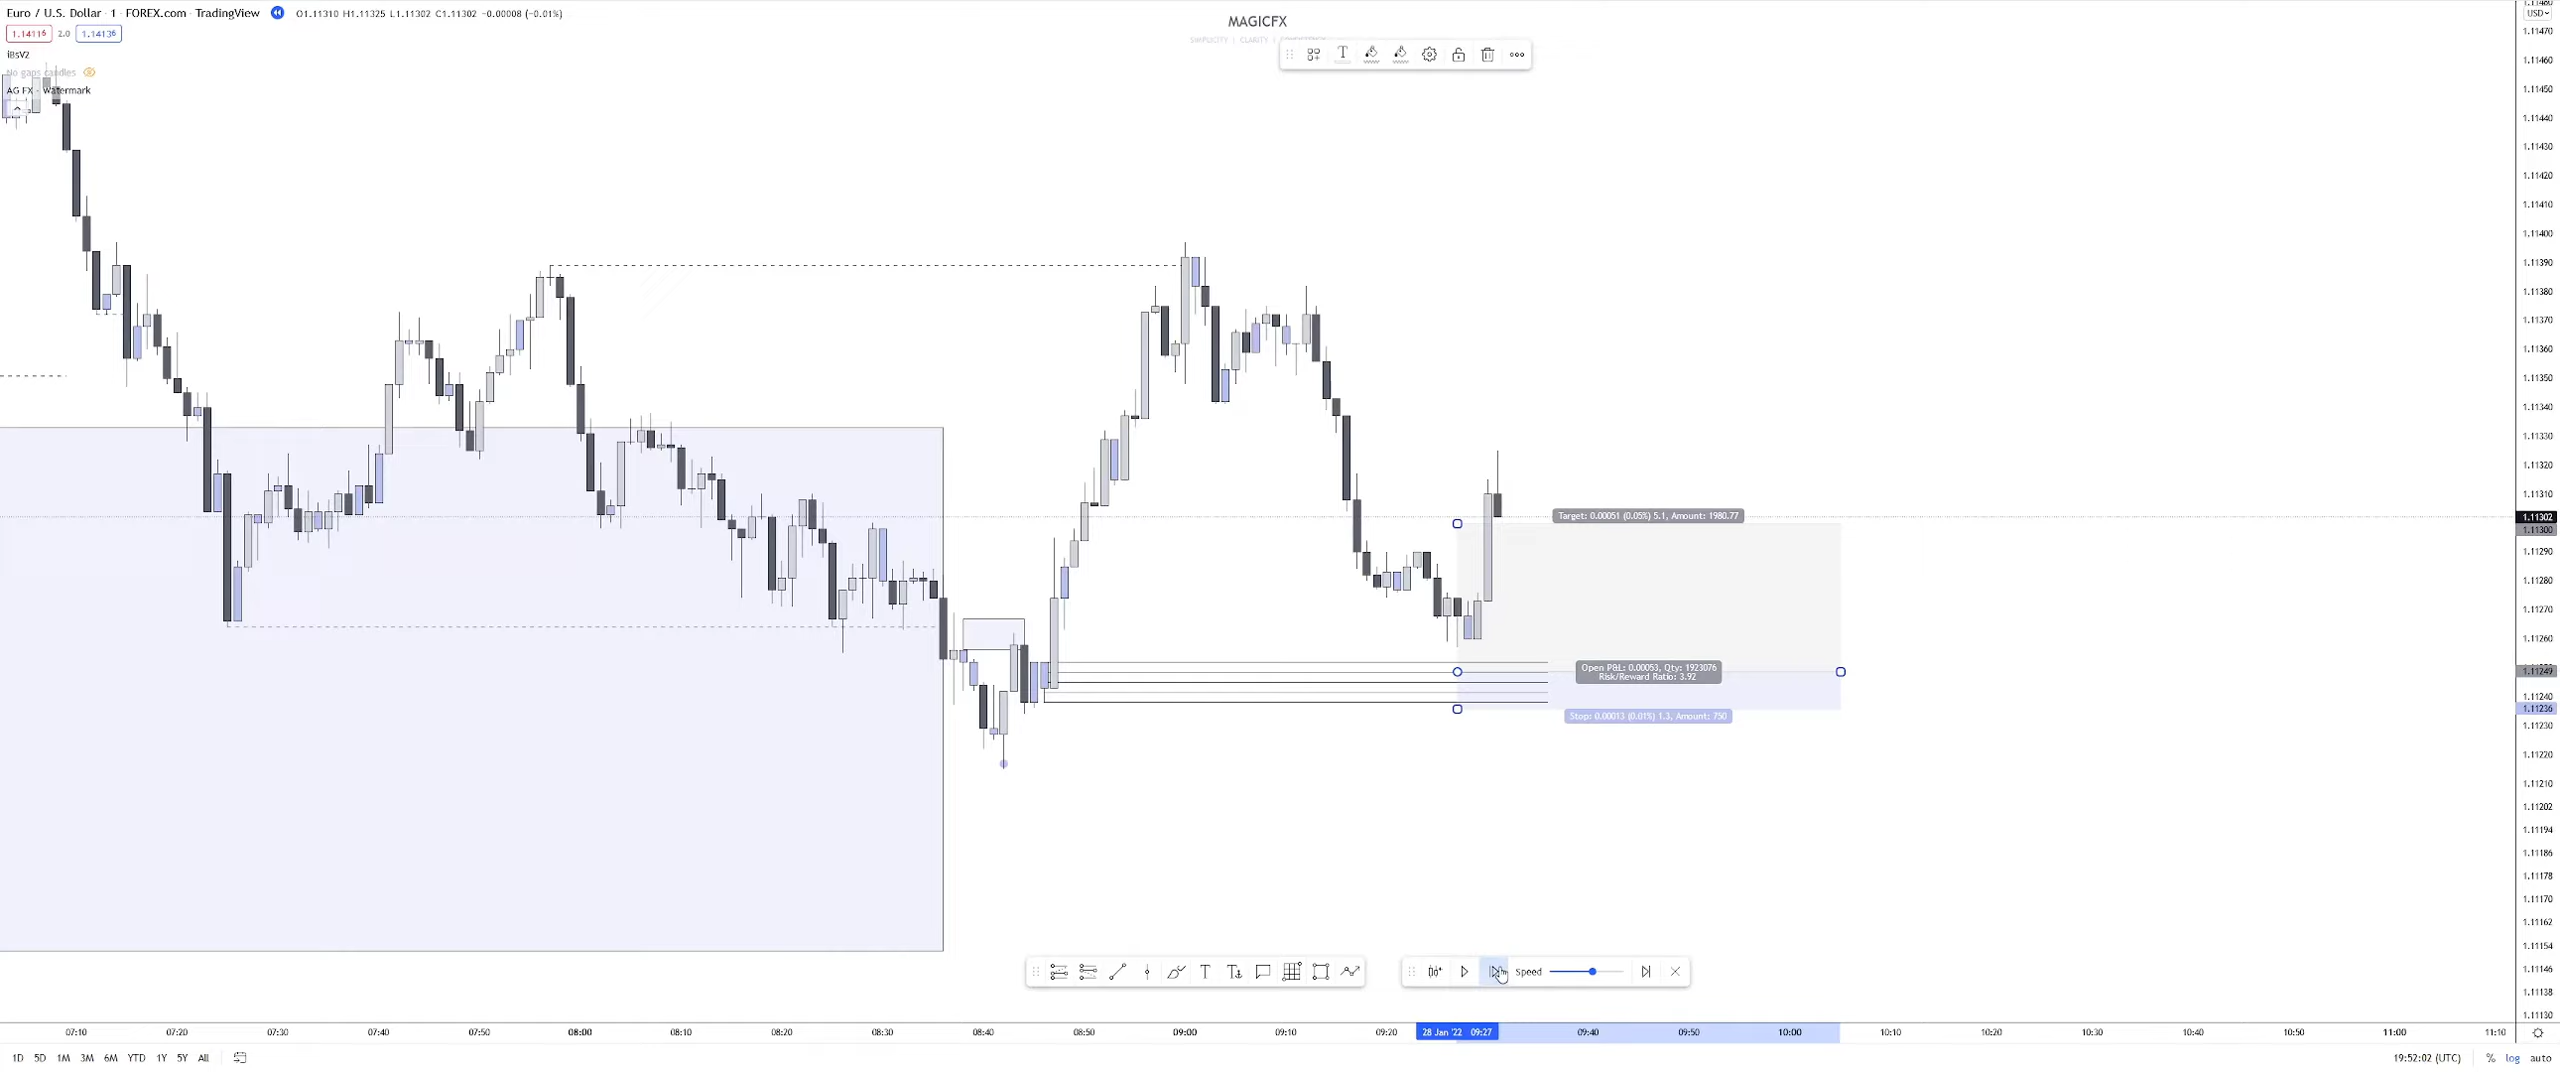 Euro / U.S. Dollar · 1 · FOREX.com · TradingView O1.11310 H1.11325 L1.11302 C1.11302 −0.00008 (−0.01%)
1.14116 2.0 1.14136
iBsV2
No gaps candles
AG FX - Watermark
MAGICFX
SIMPLICITY | CLARITY |
T
USD
1.11470
1.11460
1.11450
1.11440
1.11430
1.11420
1.11410
1.11400
1.11390
1.11380
1.11370
1.11360
1.11350
1.11340
1.11330
1.11320
1.11310
1.11302
1.11300
1.11290
1.11280
1.11270
1.11260
1.11249
1.11240
1.11236
1.11230
1.11220
1.11210
1.11202
1.11194
1.11186
1.11178
1.11170
1.11162
1.11154
1.11146
1.11138
1.11130
Target: 0.00051 (0.05%) 5.1, Amount: 1980.77
Open P&L: 0.00053, Qty: 1923076
Risk/Reward Ratio: 3.92
Stop: 0.00013 (0.01%) 1.3, Amount: 750
T T Speed
07:10 07:20 07:30 07:40 07:50 08:00 08:10 08:20 08:30 08:40 08:50 09:00 09:10 09:20 28 Jan '22 09:27 09:40 09:50 10:00 10:10 10:20 10:30 10:40 10:50 11:00 11:10
1D 5D 1M 3M 6M YTD 1Y 5Y All 19:52:02 (UTC) % log auto